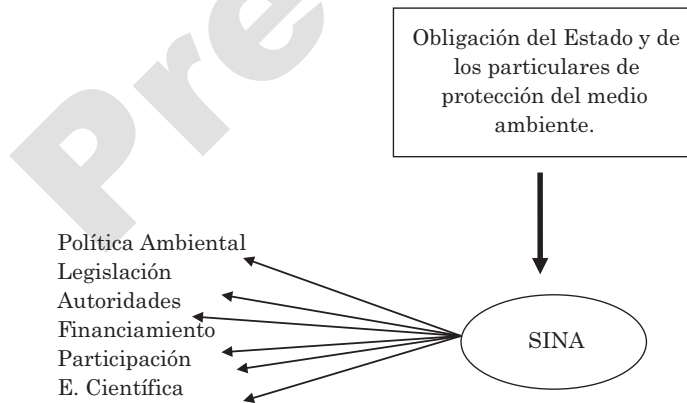 Pre
Obligación del Estado y de
los particulares de
protección del medio
ambiente.
Política Ambiental
Legislación
Autoridades
Financiamiento
Participación
E. Científica
SINA